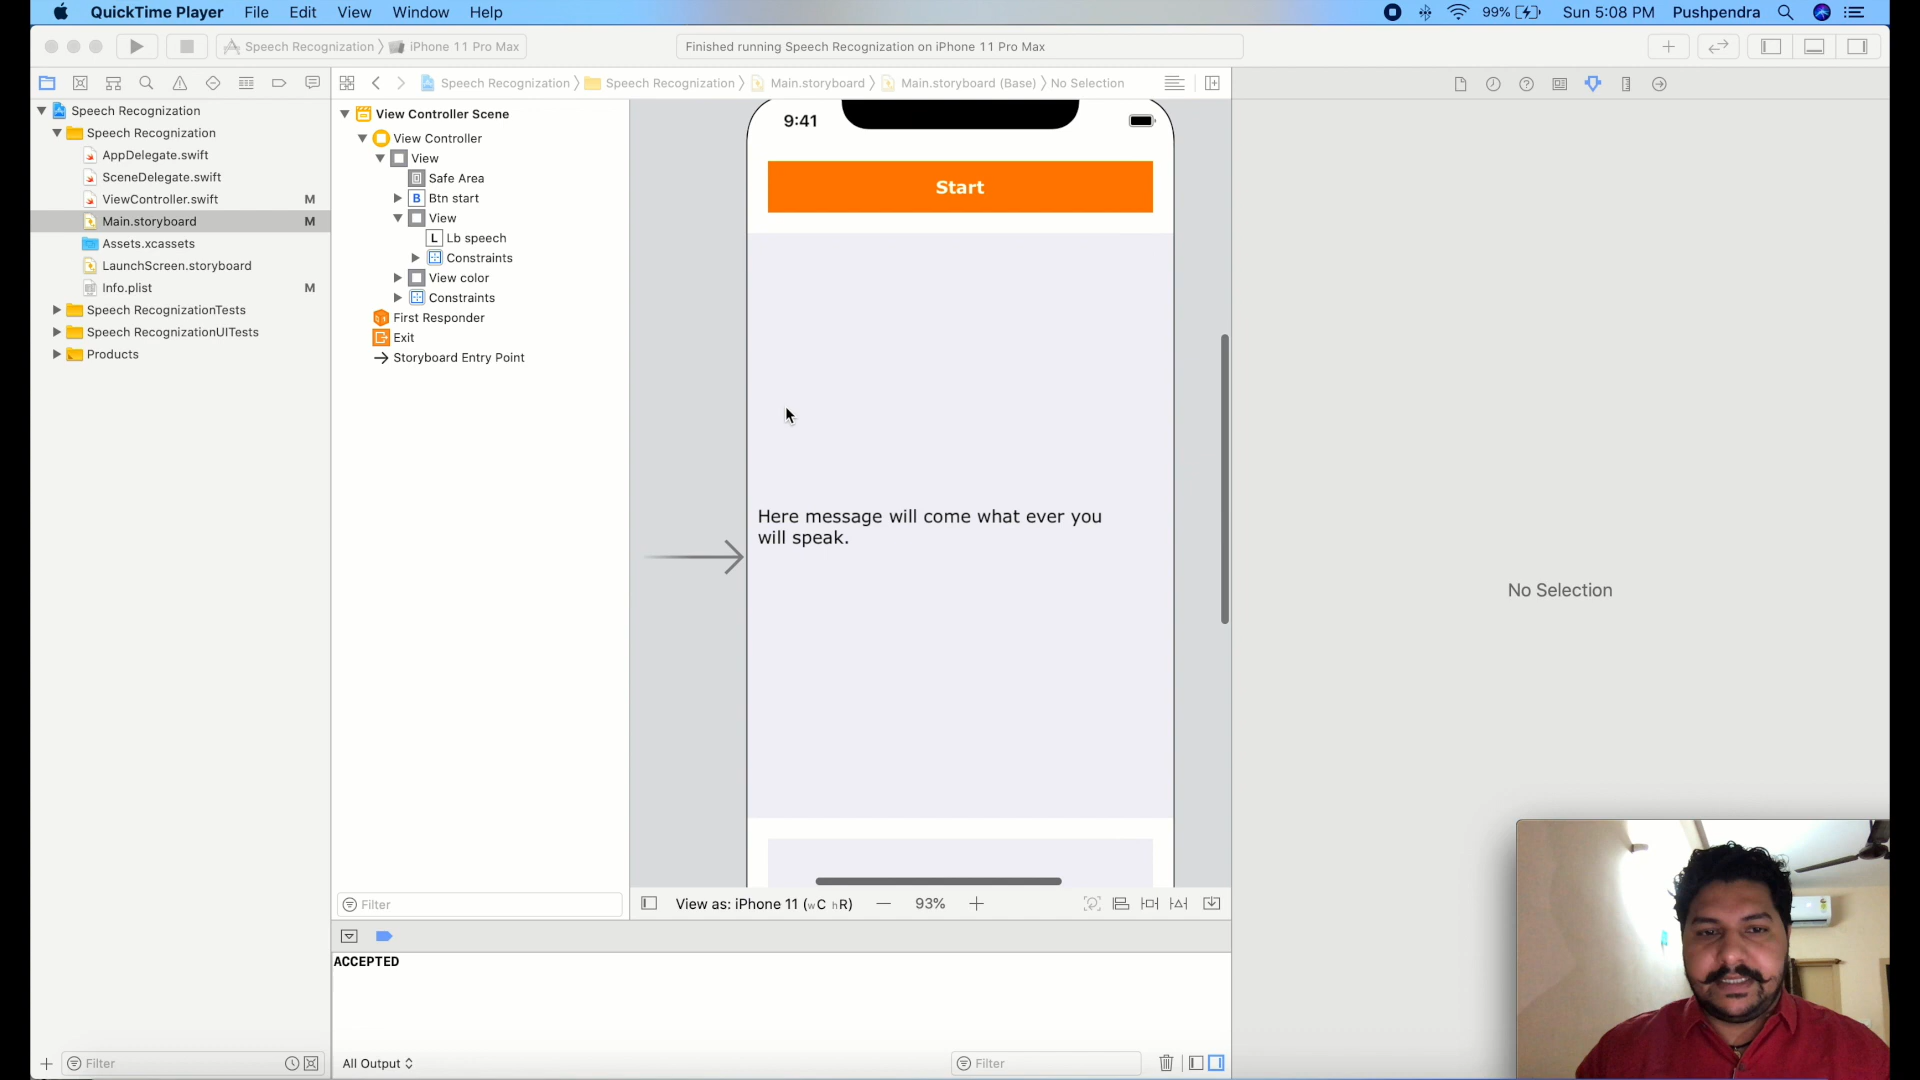 QuickTime Player File Edit View Window Help 99% Sun 5:08 PM Pushpendra
Speech Recognization iPhone 11 Pro Max Finished running Speech Recognization on iPhone 11 Pro Max
Speech Recognization Speech Recognization Main.storyboard Main.storyboard (Base) No Selection
Speech Recognization
Speech Recognization
AppDelegate.swift
SceneDelegate.swift
ViewController.swift M
Main.storyboard M
Assets.xcassets
LaunchScreen.storyboard
Info.plist M
Speech RecognizationTests
Speech RecognizationUITests
Products
View Controller Scene
View Controller
View
Safe Area
B Btn start
View
L Lb speech
Constraints
View color
Constraints
First Responder
Exit
Storyboard Entry Point
9:41
Start
Here message will come what ever you
will speak.
No Selection
Filter
View as: iPhone 11 (wC hR) 93%
ACCEPTED
Filter
All Output
Filter